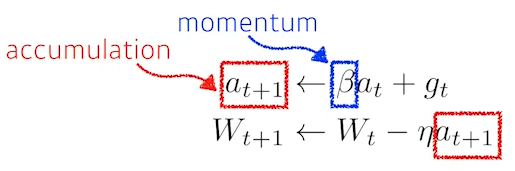 momentum
accumulation
a_{t+1} ← βa_t + g_t
W_{t+1} ← W_t − ηa_{t+1}